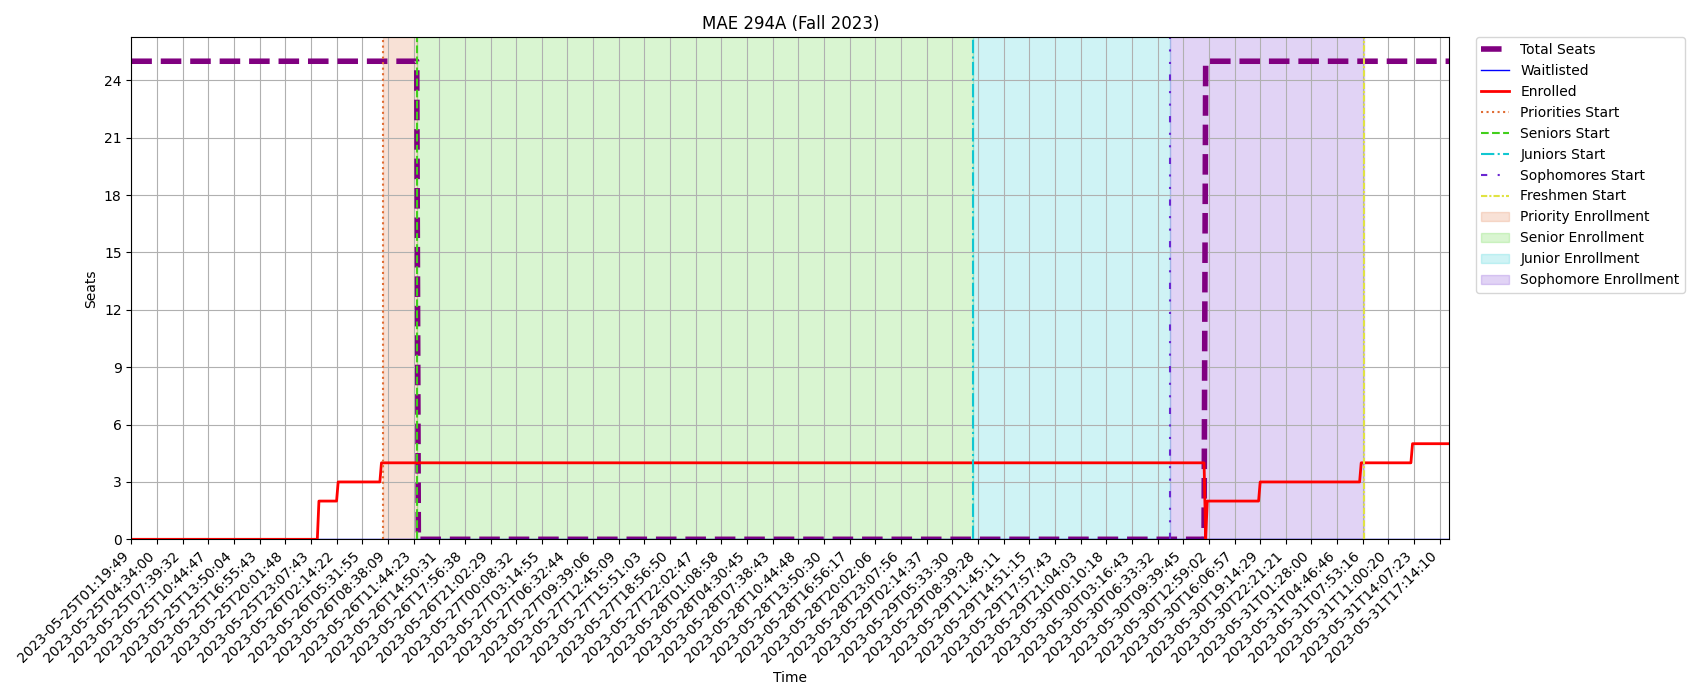 MAE 294A (Fall 2023)
Total Seats
Waitlisted
Enrolled
Priorities Start
Seniors Start
Juniors Start
Sophomores Start
Freshmen Start
Priority Enrollment
Senior Enrollment
Junior Enrollment
Sophomore Enrollment
Seats
24
21
18
15
12
9
6
3
0
2023-05-25T01:19:49
2023-05-25T04:34:00
2023-05-25T07:39:32
2023-05-25T10:44:47
2023-05-25T13:50:04
2023-05-25T16:55:43
2023-05-25T20:01:48
2023-05-25T23:07:43
2023-05-26T02:14:22
2023-05-26T05:31:55
2023-05-26T08:38:09
2023-05-26T11:44:23
2023-05-26T14:50:31
2023-05-26T17:56:38
2023-05-26T21:02:29
2023-05-27T00:08:32
2023-05-27T03:14:55
2023-05-27T06:32:44
2023-05-27T09:39:06
2023-05-27T12:45:09
2023-05-27T15:51:03
2023-05-27T18:56:50
2023-05-27T22:02:47
2023-05-28T01:08:58
2023-05-28T04:30:45
2023-05-28T07:38:43
2023-05-28T10:44:48
2023-05-28T13:50:30
2023-05-28T16:56:17
2023-05-28T20:02:06
2023-05-28T23:07:56
2023-05-29T02:14:37
2023-05-29T05:33:30
2023-05-29T08:39:28
2023-05-29T11:45:11
2023-05-29T14:51:15
2023-05-29T17:57:43
2023-05-29T21:04:03
2023-05-30T00:10:18
2023-05-30T03:16:43
2023-05-30T06:33:32
2023-05-30T09:39:45
2023-05-30T12:59:02
2023-05-30T16:06:57
2023-05-30T19:14:29
2023-05-30T22:21:21
2023-05-31T01:28:00
2023-05-31T04:46:46
2023-05-31T07:53:16
2023-05-31T11:00:20
2023-05-31T14:07:23
2023-05-31T17:14:10
Time